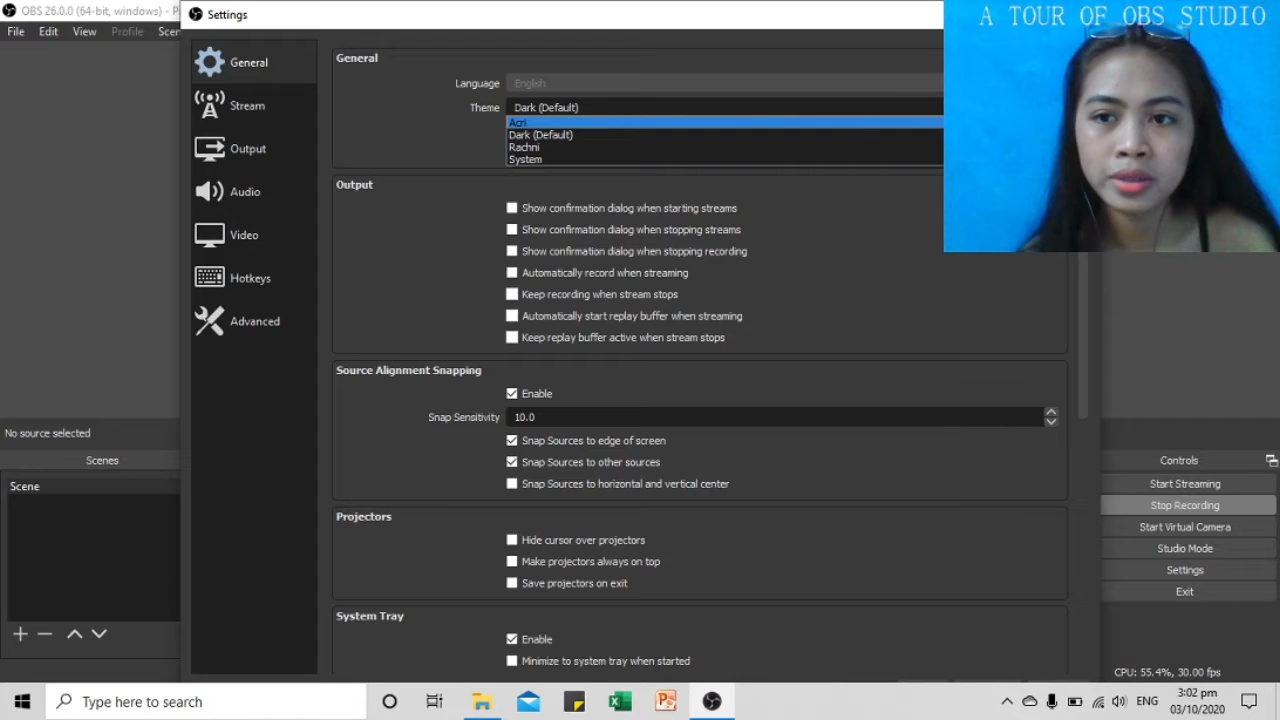 OBS 26.0.0 (64-bit, windows) - P
File Edit View Profile Scen
Settings
A TOUR OF OBS STUDIO
General
Stream
Output
Audio
Video
Hotkeys
Advanced
General
Language English
Theme Dark (Default)
Acri
Dark (Default)
Rachni
System
Output
Show confirmation dialog when starting streams
Show confirmation dialog when stopping streams
Show confirmation dialog when stopping recording
Automatically record when streaming
Keep recording when stream stops
Automatically start replay buffer when streaming
Keep replay buffer active when stream stops
Source Alignment Snapping
Enable
Snap Sensitivity 10.0
Snap Sources to edge of screen
Snap Sources to other sources
Snap Sources to horizontal and vertical center
Projectors
Hide cursor over projectors
Make projectors always on top
Save projectors on exit
System Tray
Enable
Minimize to system tray when started
No source selected
Scenes
Scene
Controls
Start Streaming
Stop Recording
Start Virtual Camera
Studio Mode
Settings
Exit
CPU: 55.4%, 30.00 fps
Type here to search
ENG
3:02 pm
03/10/2020